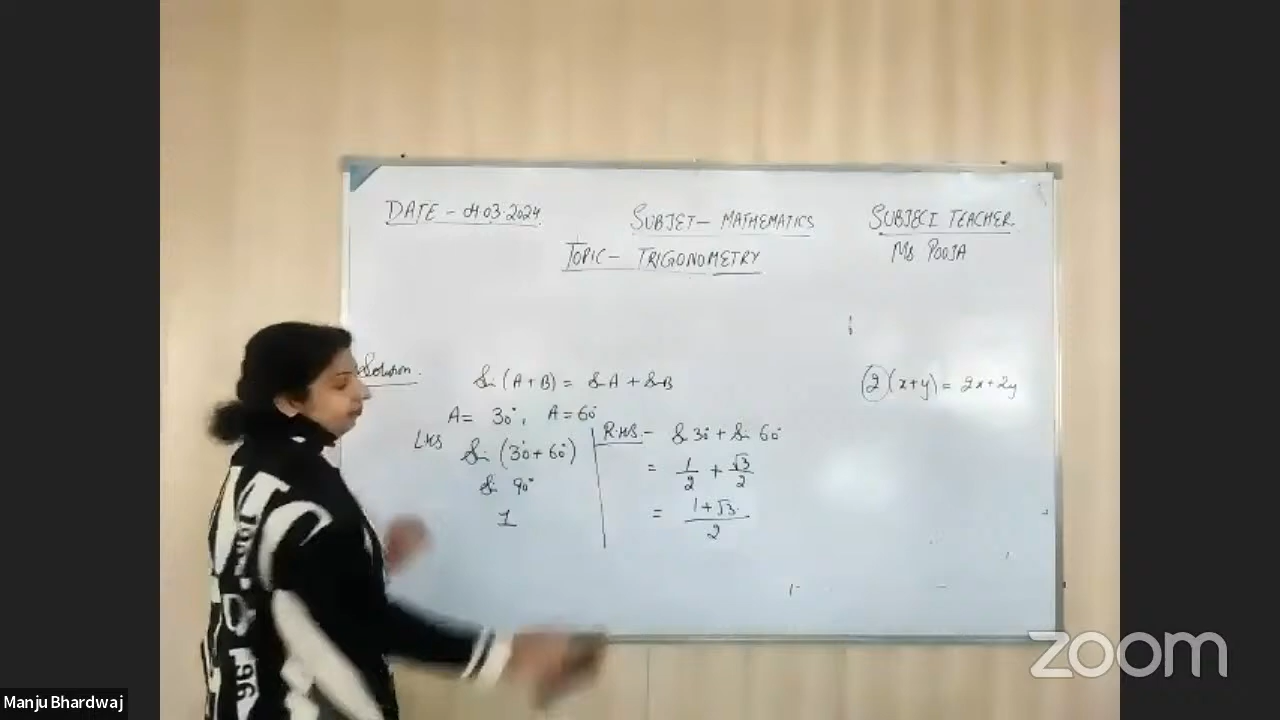 DATE - 04.03.2024 SUBJET- MATHEMATICS SUBJECT TEACHER
TOPIC- TRIGONOMETRY Ms POOJA
Solution.
Sin (A+B) = Sin A + Sin B (2)(x+y) = 2x+2y
A= 30°, A=60°
LHS Sin (30°+60°)
Sin 90°
1
R.H.S.- Sin 30° + Sin 60°
= 1/2 + √3/2
= 1+√3/2
zoom
Manju Bhardwaj